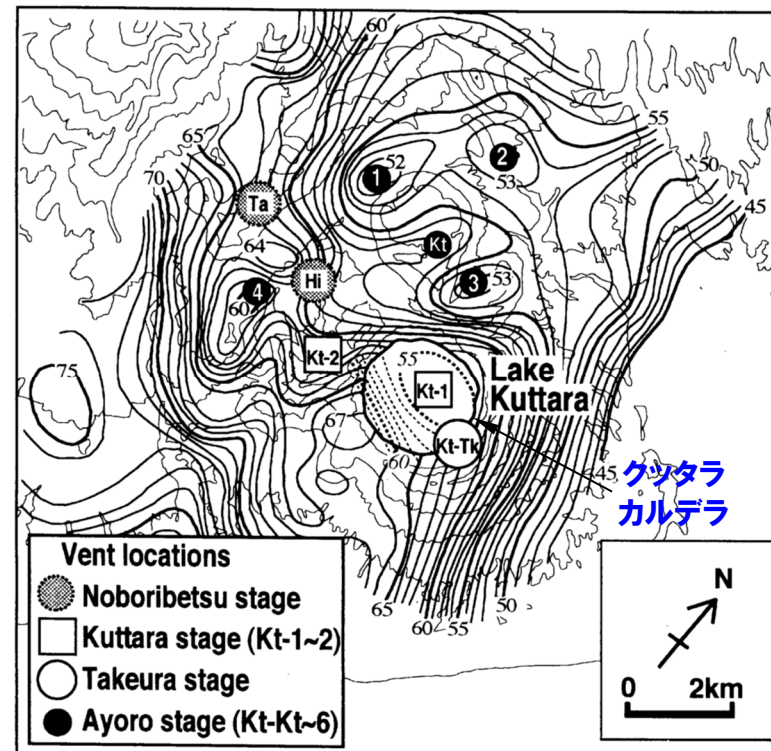 60
55
65
52
2
1
53
50
70
Ta
45
64
Kt
Hi
3
53
4
60
Kt-2
55
Lake
Kuttara
Kt-1
75
67
Kt-Tk
60
45
クッタラ
カルデラ
Vent locations
Noboribetsu stage
Kuttara stage (Kt-1~2)
Takeura stage
Ayoro stage (Kt-Kt~6)
65
60
55
50
N
0 2km